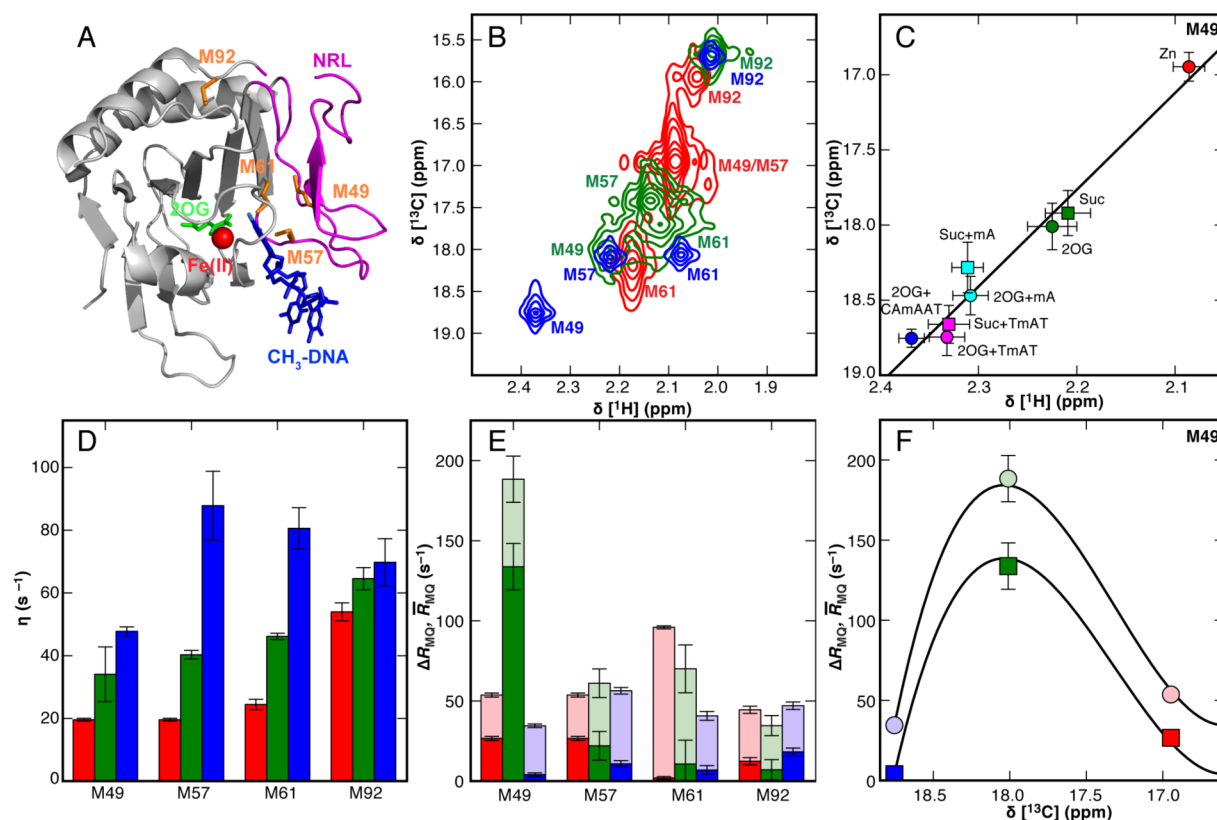 A
M92
NRL
M61
M49
2OG
M57
Fe(II)
CH₃-DNA
B
15.5
16.0
16.5
17.0
17.5
18.0
18.5
19.0
δ [¹³C] (ppm)
M92
M92
M92
M49/M57
M57
M49
M57
M61
M61
M61
M49
2.4 2.3 2.2 2.1 2.0 1.9
δ [¹H] (ppm)
C
M49
17.0
17.5
18.0
18.5
19.0
δ [¹³C] (ppm)
Zn
Suc
2OG
Suc+mA
2OG+mA
2OG+
CAmAAT
Suc+TmAT
2OG+TmAT
2.4 2.3 2.2 2.1
δ [¹H] (ppm)
D
100
80
60
40
20
0
η (s⁻¹)
M49 M57 M61 M92
E
200
150
100
50
0
ΔR_MQ, R̅_MQ (s⁻¹)
M49 M57 M61 M92
F
M49
200
150
100
50
0
ΔR_MQ, R̅_MQ (s⁻¹)
18.5 18.0 17.5 17.0
δ [¹³C] (ppm)